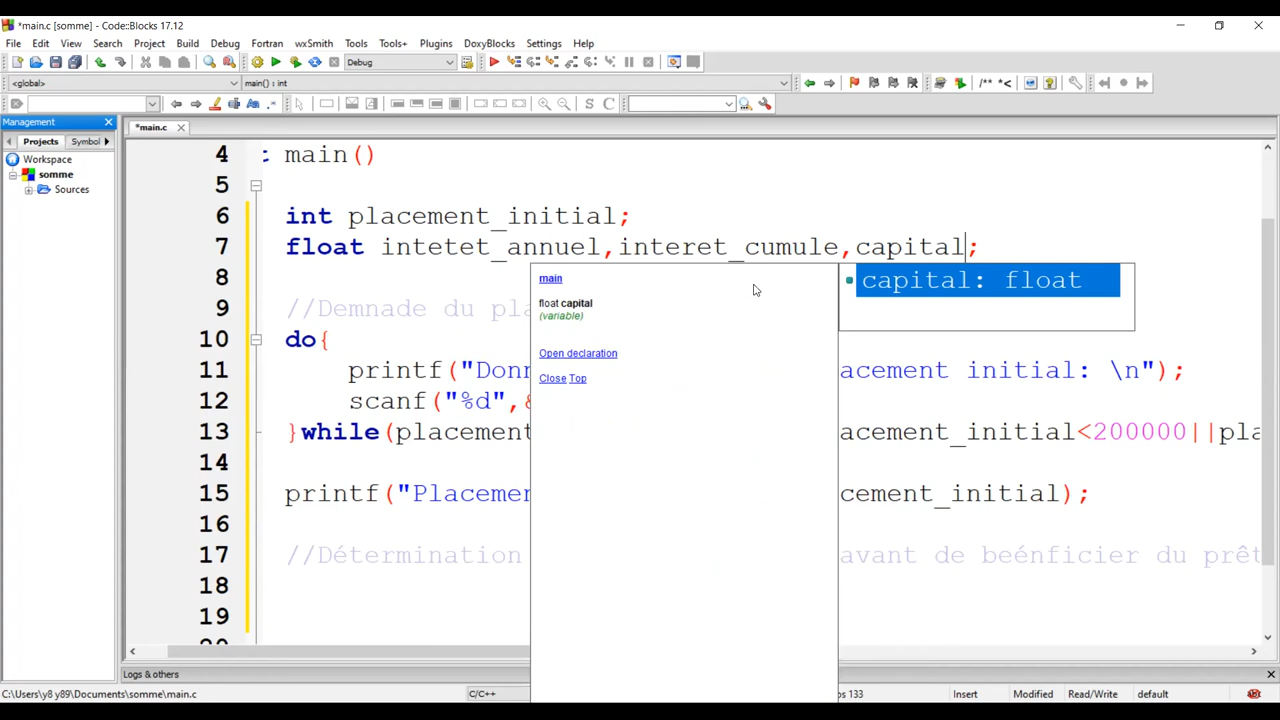 *main.c [somme] - Code::Blocks 17.12
File Edit View Search Project Build Debug Fortran wxSmith Tools Tools+ Plugins DoxyBlocks Settings Help
Debug
<global> main() : int
/** *<
S C
Management
*main.c
Projects Symbol
Workspace
somme
Sources
4 main()
5
6 int placement_initial;
7 float intetet_annuel,interet_cumule,capital;
8
9 //Demnade du pla
10 do{
11 printf("Donn acement initial: \n");
12 scanf("%d",&
13 }while(placement acement_initial<200000||pla
14
15 printf("Placemen cement_initial);
16
17 //Détermination avant de beénficier du prêt
18
19
main
float capital
(variable)
Open declaration
Close Top
capital: float
Logs & others
C:\Users\y8 y89\Documents\somme\main.c C/C++ os 133 Insert Modified Read/Write default